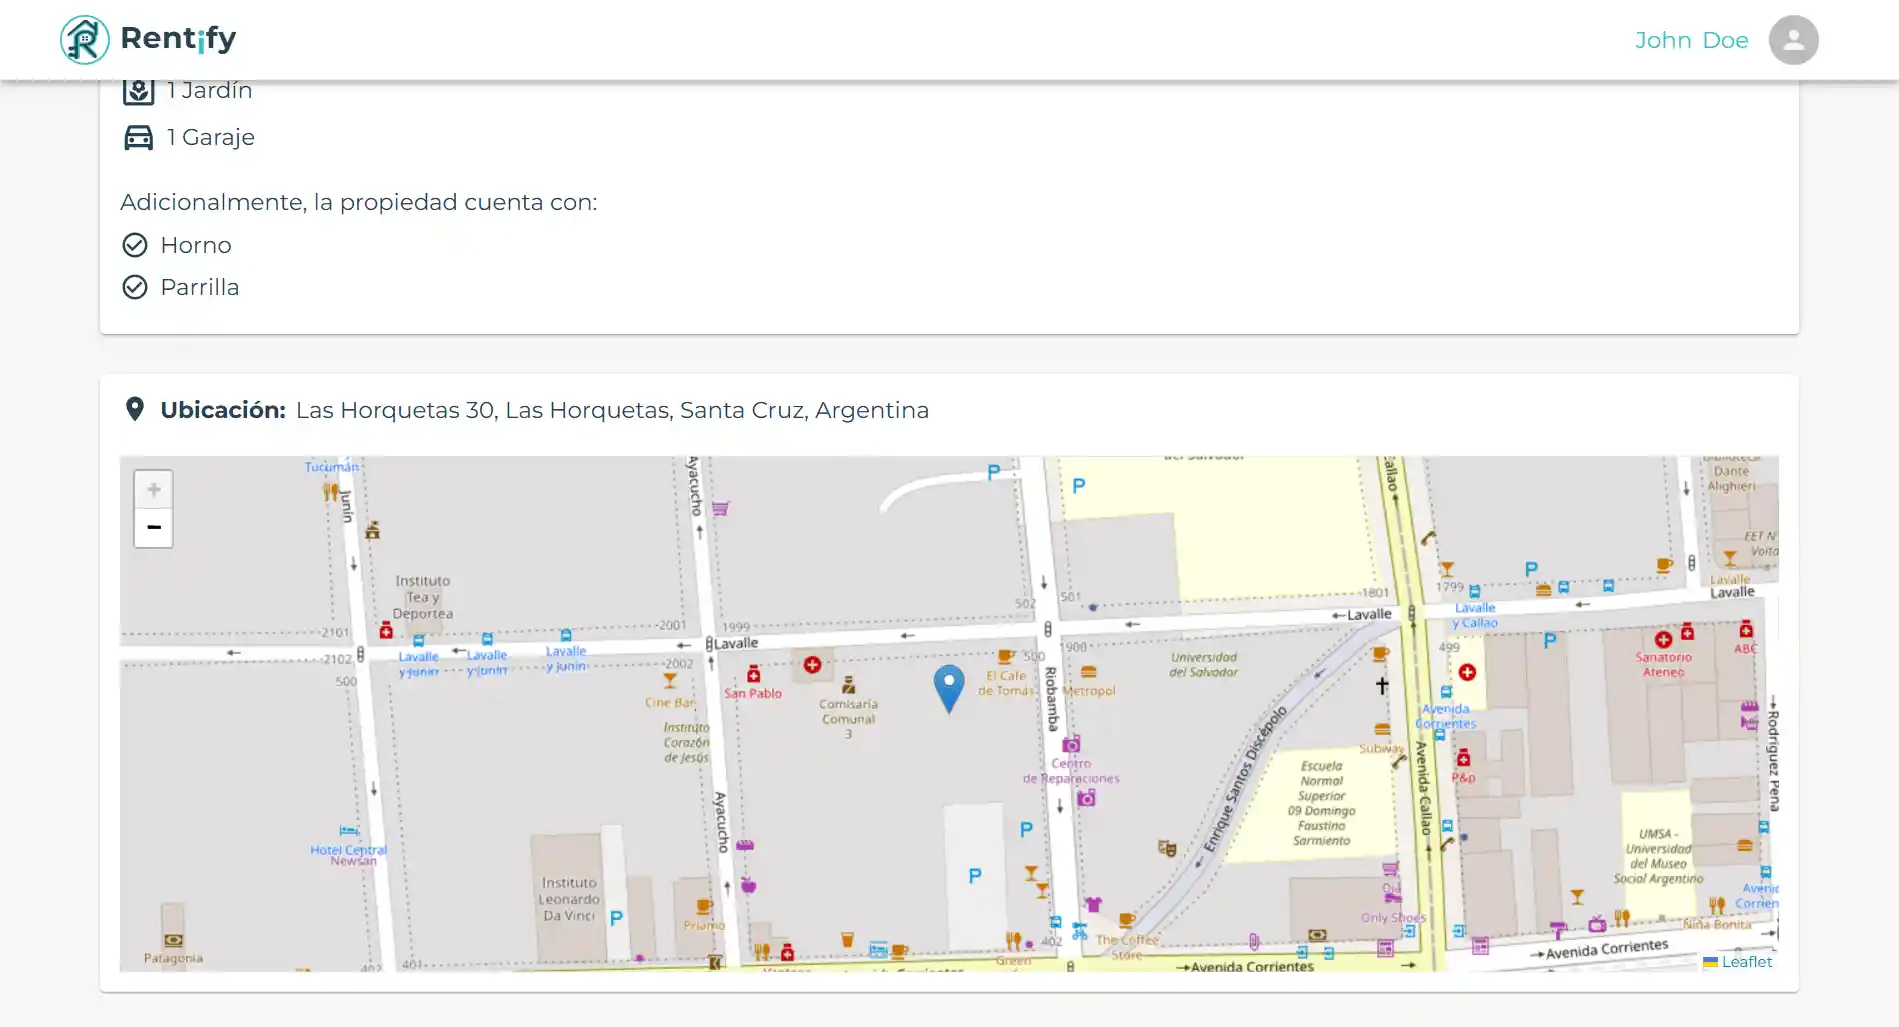 Rentify
John Doe
1 Jardín
1 Garaje
Adicionalmente, la propiedad cuenta con:
Horno
Parrilla
Ubicación: Las Horquetas 30, Las Horquetas, Santa Cruz, Argentina
+
−
Tucumán
Junín
Ayacucho
P
P
Callao
Dante
Alighieri
EET N
Volta
Instituto
Tea y
Deportea
2101
2102
500
2001
2002
1999
Lavalle
502
501
500
1900
1801
Lavalle
1799
P
Lavalle
y Callao
499
P
Lavalle
Lavalle
Lavalle
y Junín
Lavalle
y Junín
Lavalle
y Junín
Cine Bar
San Pablo
Comisaría
Comunal
3
El Cafe
de Tomás
Metropol
Riobamba
Universidad
del Salvador
Sanatorio
Ateneo
ABC
Instituto
Corazón
de Jesús
Centro
de Reparaciones
Enrique Santos Discépolo
Subway
Avenida
Corrientes
P&p
Avenida Callao
Rodríguez Peña
Escuela
Normal
Superior
09 Domingo
Faustino
Sarmiento
Ayacucho
Hotel Central
Newsan
P
P
UMSA -
Universidad
del Museo
Social Argentino
Instituto
Leonardo
Da Vinci
P
Priamo
Patagonia
402
401
Green
402
The Coffee
Store
Día
Only Shoes
Niña Bonita
Avenida Corrientes
Avenida Corrientes
Leaflet